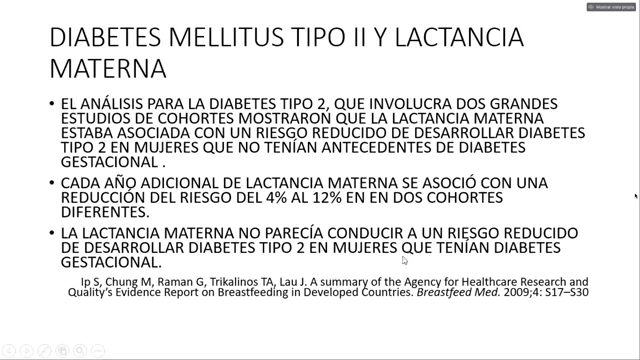 Mostrar vista propia
DIABETES MELLITUS TIPO II Y LACTANCIA
MATERNA
• EL ANÁLISIS PARA LA DIABETES TIPO 2, QUE INVOLUCRA DOS GRANDES
ESTUDIOS DE COHORTES MOSTRARON QUE LA LACTANCIA MATERNA
ESTABA ASOCIADA CON UN RIESGO REDUCIDO DE DESARROLLAR DIABETES
TIPO 2 EN MUJERES QUE NO TENÍAN ANTECEDENTES DE DIABETES
GESTACIONAL .
• CADA AÑO ADICIONAL DE LACTANCIA MATERNA SE ASOCIÓ CON UNA
REDUCCIÓN DEL RIESGO DEL 4% AL 12% EN EN DOS COHORTES
DIFERENTES.
• LA LACTANCIA MATERNA NO PARECÍA CONDUCIR A UN RIESGO REDUCIDO
DE DESARROLLAR DIABETES TIPO 2 EN MUJERES QUE TENÍAN DIABETES
GESTACIONAL.
Ip S, Chung M, Raman G, Trikalinos TA, Lau J. A summary of the Agency for Healthcare Research and
Quality's Evidence Report on Breastfeeding in Developed Countries. Breastfeed Med. 2009;4: S17–S30